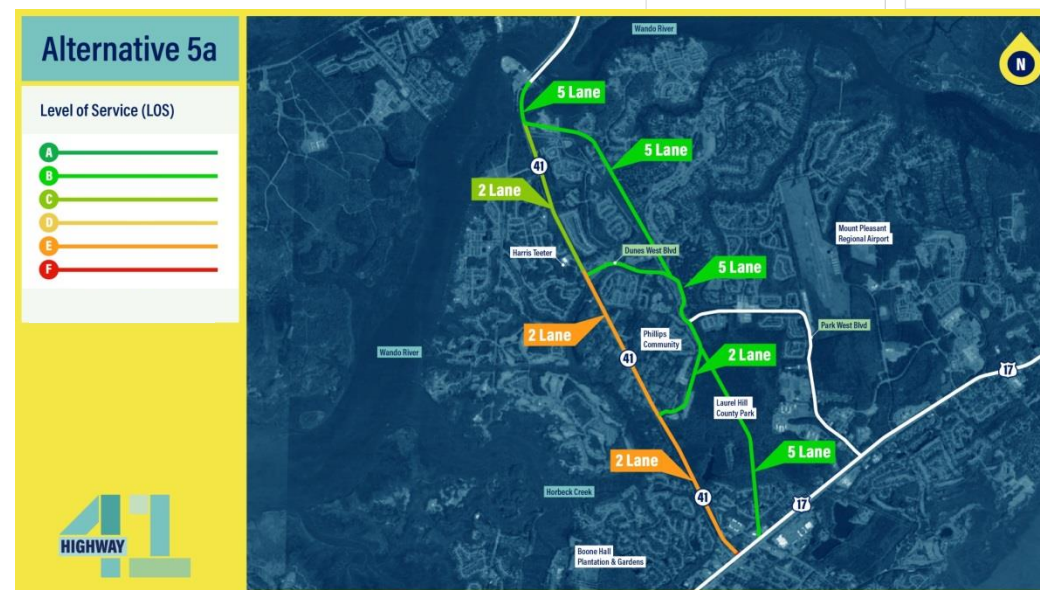 Alternative 5a
Level of Service (LOS)
A
B
C
D
E
F
41
HIGHWAY
Wando River
N
5 Lane
5 Lane
41
2 Lane
Harris Teeter
Dunes West Blvd
Mount Pleasant
Regional Airport
5 Lane
2 Lane
Phillips
Community
Park West Blvd
Wando River
41
2 Lane
17
Laurel Hill
County Park
2 Lane
5 Lane
Horbeck Creek
41
17
Boone Hall
Plantation & Gardens